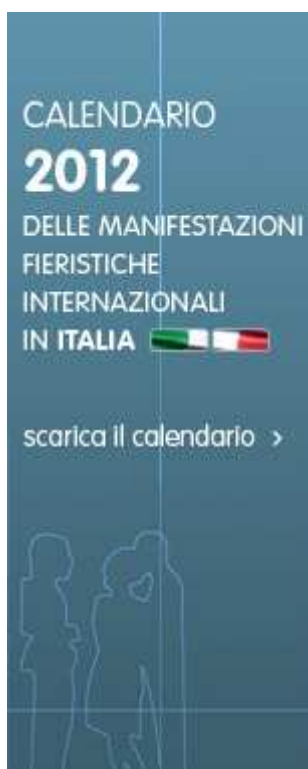 CALENDARIO
2012
DELLE MANIFESTAZIONI
FIERISTICHE
INTERNAZIONALI
IN ITALIA
scarica il calendario >